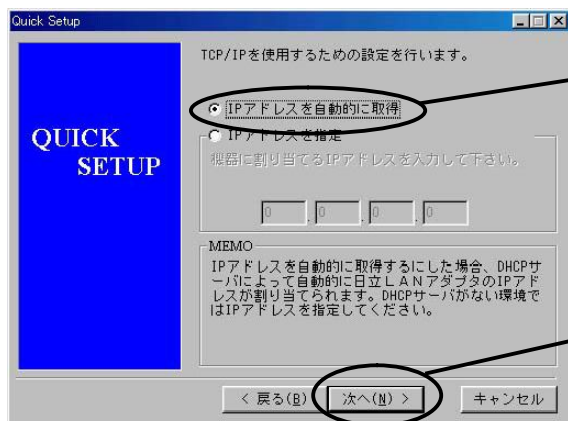 Quick Setup
TCP/IPを使用するための設定を行います。
IPアドレスを自動的に取得
QUICK
SETUP
IPアドレスを指定
機器に割り当てるIPアドレスを入力して下さい。
0 . 0 . 0 . 0
MEMO
IPアドレスを自動的に取得するにした場合、DHCPサ
ーバによって自動的に日立LANアダプタのIPアド
レスが割り当てられます。DHCPサーバがない環境で
はIPアドレスを指定してください。
< 戻る(B) 次へ(N) > キャンセル